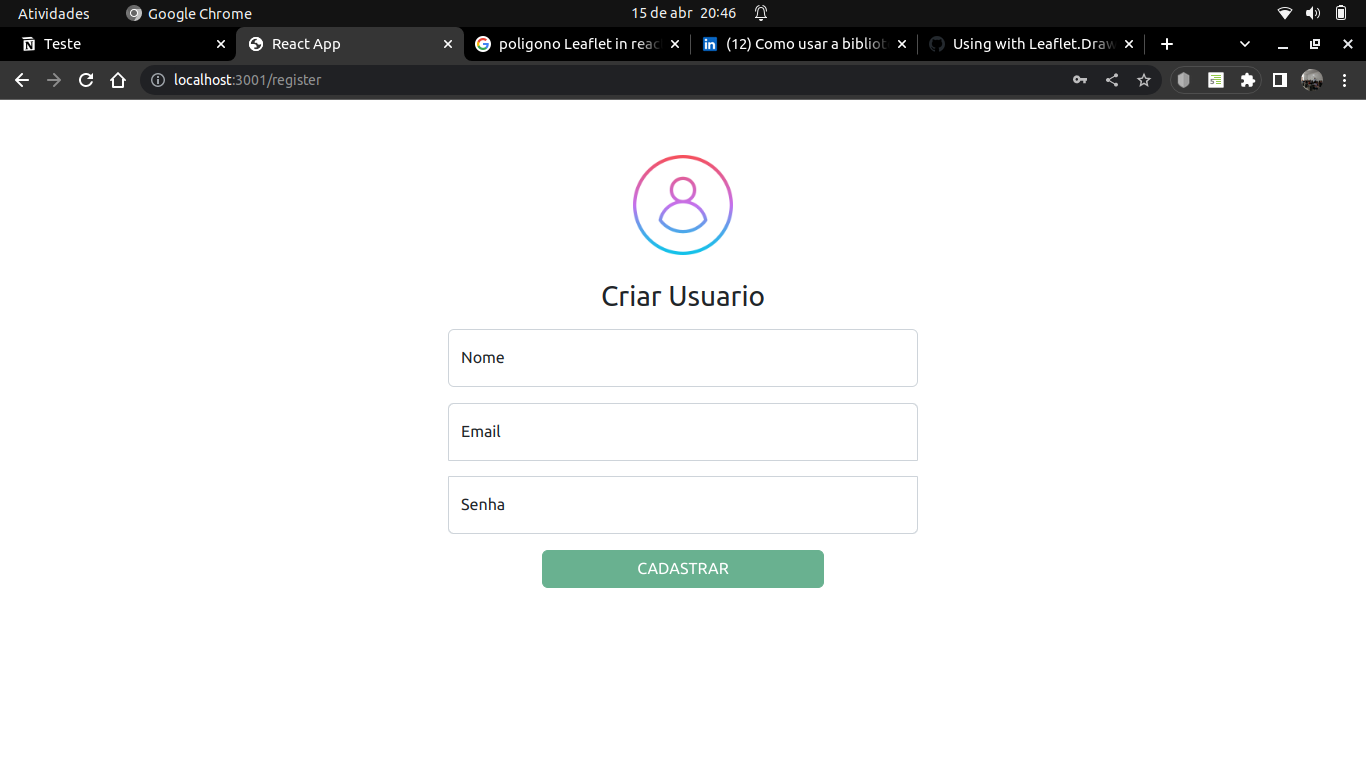 Atividades Google Chrome 15 de abr 20:46
Teste React App poligono Leaflet in reac (12) Como usar a bibliot Using with Leaflet.Draw
localhost:3001/register
Criar Usuario
Nome
Email
Senha
CADASTRAR